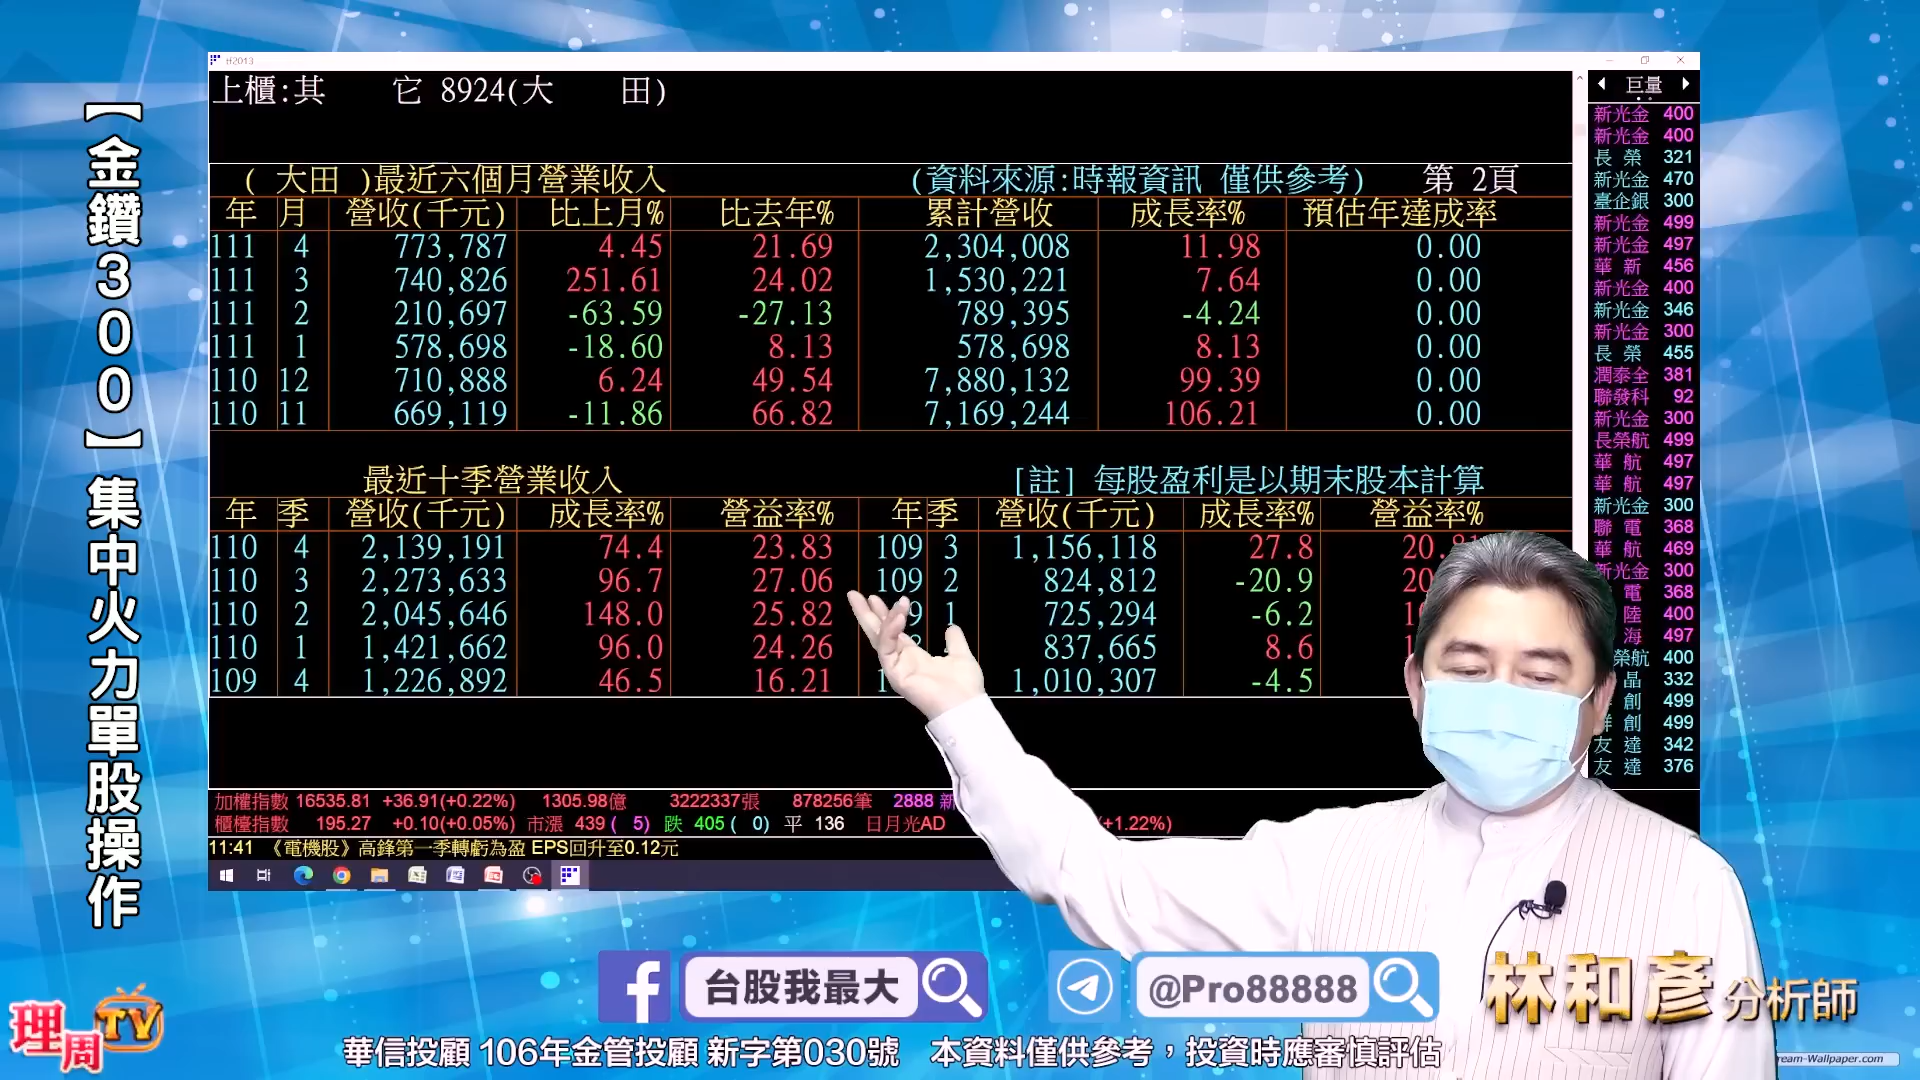 【金鑽300】集中火力單股操作
tf2013
上櫃:其 它 8924(大 田)
( 大田 )最近六個月營業收入 (資料來源:時報資訊 僅供參考) 第 2頁
年 月 營收(千元) 比上月% 比去年% 累計營收 成長率% 預估年達成率
111 4 773,787 4.45 21.69 2,304,008 11.98 0.00
111 3 740,826 251.61 24.02 1,530,221 7.64 0.00
111 2 210,697 -63.59 -27.13 789,395 -4.24 0.00
111 1 578,698 -18.60 8.13 578,698 8.13 0.00
110 12 710,888 6.24 49.54 7,880,132 99.39 0.00
110 11 669,119 -11.86 66.82 7,169,244 106.21 0.00
最近十季營業收入 [註] 每股盈利是以期末股本計算
年 季 營收(千元) 成長率% 營益率% 年 季 營收(千元) 成長率% 營益率%
110 4 2,139,191 74.4 23.83 109 3 1,156,118 27.8
110 3 2,273,633 96.7 27.06 109 2 824,812 -20.9
110 2 2,045,646 148.0 25.82 1 725,294 -6.2
110 1 1,421,662 96.0 24.26 837,665 8.6
109 4 1,226,892 46.5 16.21 1,010,307 -4.5
加權指數 16535.81 +36.91(+0.22%) 1305.98億 3222337張 878256筆 2888 新
櫃檯指數 195.27 +0.10(+0.05%) 市漲 439 ( 5) 跌 405 ( 0) 平 136 日月光AD (+1.22%)
11:41 《電機股》高鋒第一季轉虧為盈 EPS回升至0.12元
巨量
新光金 400
新光金 400
長榮 321
新光金 470
臺企銀 300
新光金 499
新光金 497
華新 456
新光金 400
新光金 346
新光金 300
長榮 455
潤泰全 381
聯發科 92
新光金 300
長榮航 499
華航 497
華航 497
新光金 300
聯電 368
華航 469
新光金 300
電 368
陸 400
海 497
榮航 400
晶 332
創 499
群創 499
友達 342
友達 376
台股我最大
@Pro88888
林和彥 分析師
理周TV
華信投顧 106年金管投顧 新字第030號 本資料僅供參考，投資時應審慎評估
ream-Wallpaper.com